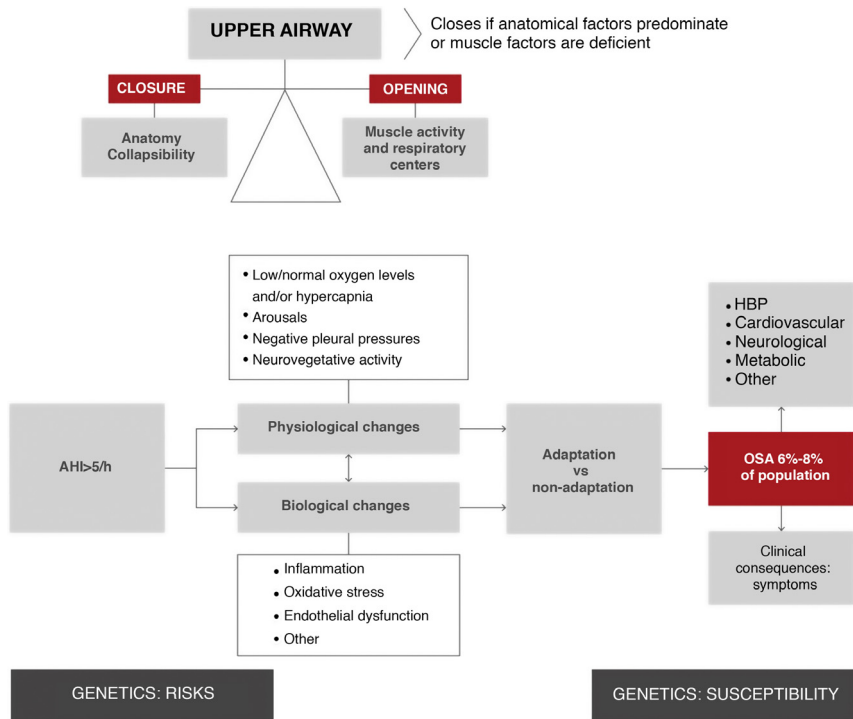 UPPER AIRWAY
Closes if anatomical factors predominate
or muscle factors are deficient
CLOSURE
OPENING
Anatomy
Collapsibility
Muscle activity
and respiratory
centers
• Low/normal oxygen levels
and/or hypercapnia
• Arousals
• Negative pleural pressures
• Neurovegetative activity
• HBP
• Cardiovascular
• Neurological
• Metabolic
• Other
AHI>5/h
Physiological changes
Biological changes
Adaptation
vs
non-adaptation
OSA 6%-8%
of population
• Inflammation
• Oxidative stress
• Endothelial dysfunction
• Other
Clinical
consequences:
symptoms
GENETICS: RISKS
GENETICS: SUSCEPTIBILITY